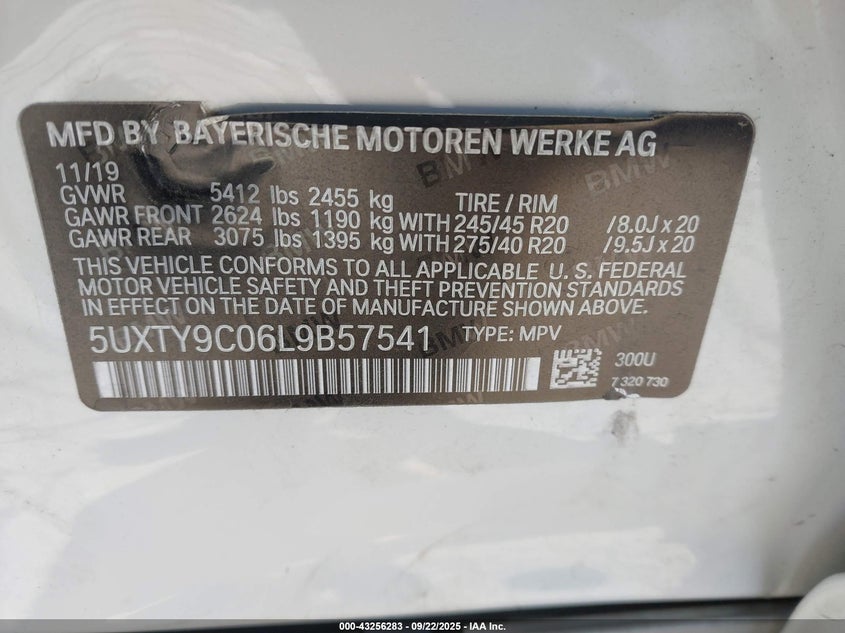 MFD BY BAYERISCHE MOTOREN WERKE AG
11/19
GVWR 5412 lbs 2455 kg TIRE / RIM
GAWR FRONT 2624 lbs 1190 kg WITH 245/45 R20 /8.0J x 20
GAWR REAR 3075 lbs 1395 kg WITH 275/40 R20 /9.5J x 20
THIS VEHICLE CONFORMS TO ALL APPLICABLE U. S. FEDERAL
MOTOR VEHICLE SAFETY AND THEFT PREVENTION STANDARDS
IN EFFECT ON THE DATE OF MANUFACTURE SHOWN ABOVE.
5UXTY9C06L9B57541 TYPE: MPV
300U
7 320 730
000-43256283 - 09/22/2025 - IAA Inc.